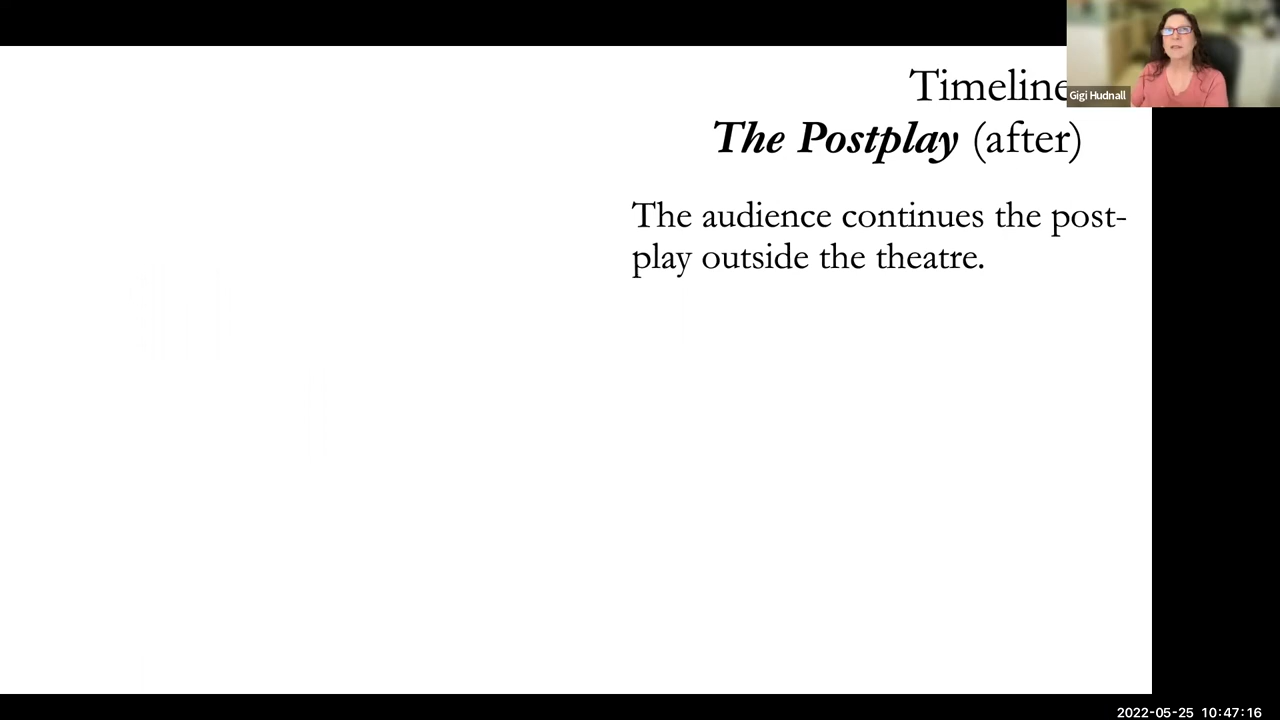 Timeline
The Postplay (after)
Gigi Hudnall
The audience continues the post-
play outside the theatre.
2022-05-25 10:47:16